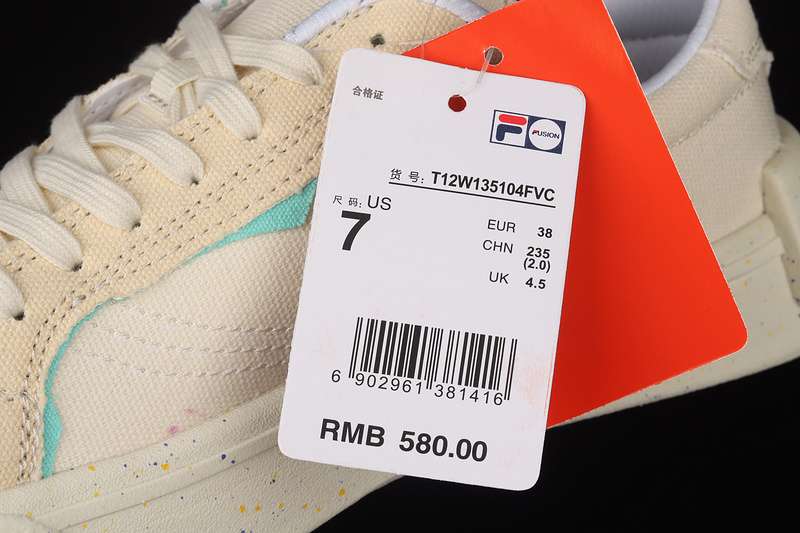 合格证
F FUSION
货 号: T12W135104FVC
尺 码: US
7
EUR 38
CHN 235
(2.0)
UK 4.5
6 902961 381416
RMB 580.00